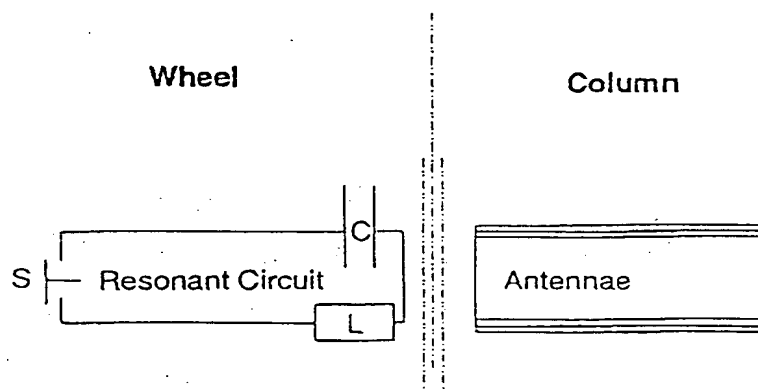 Wheel
Column
C
S
Resonant Circuit
Antennae
L